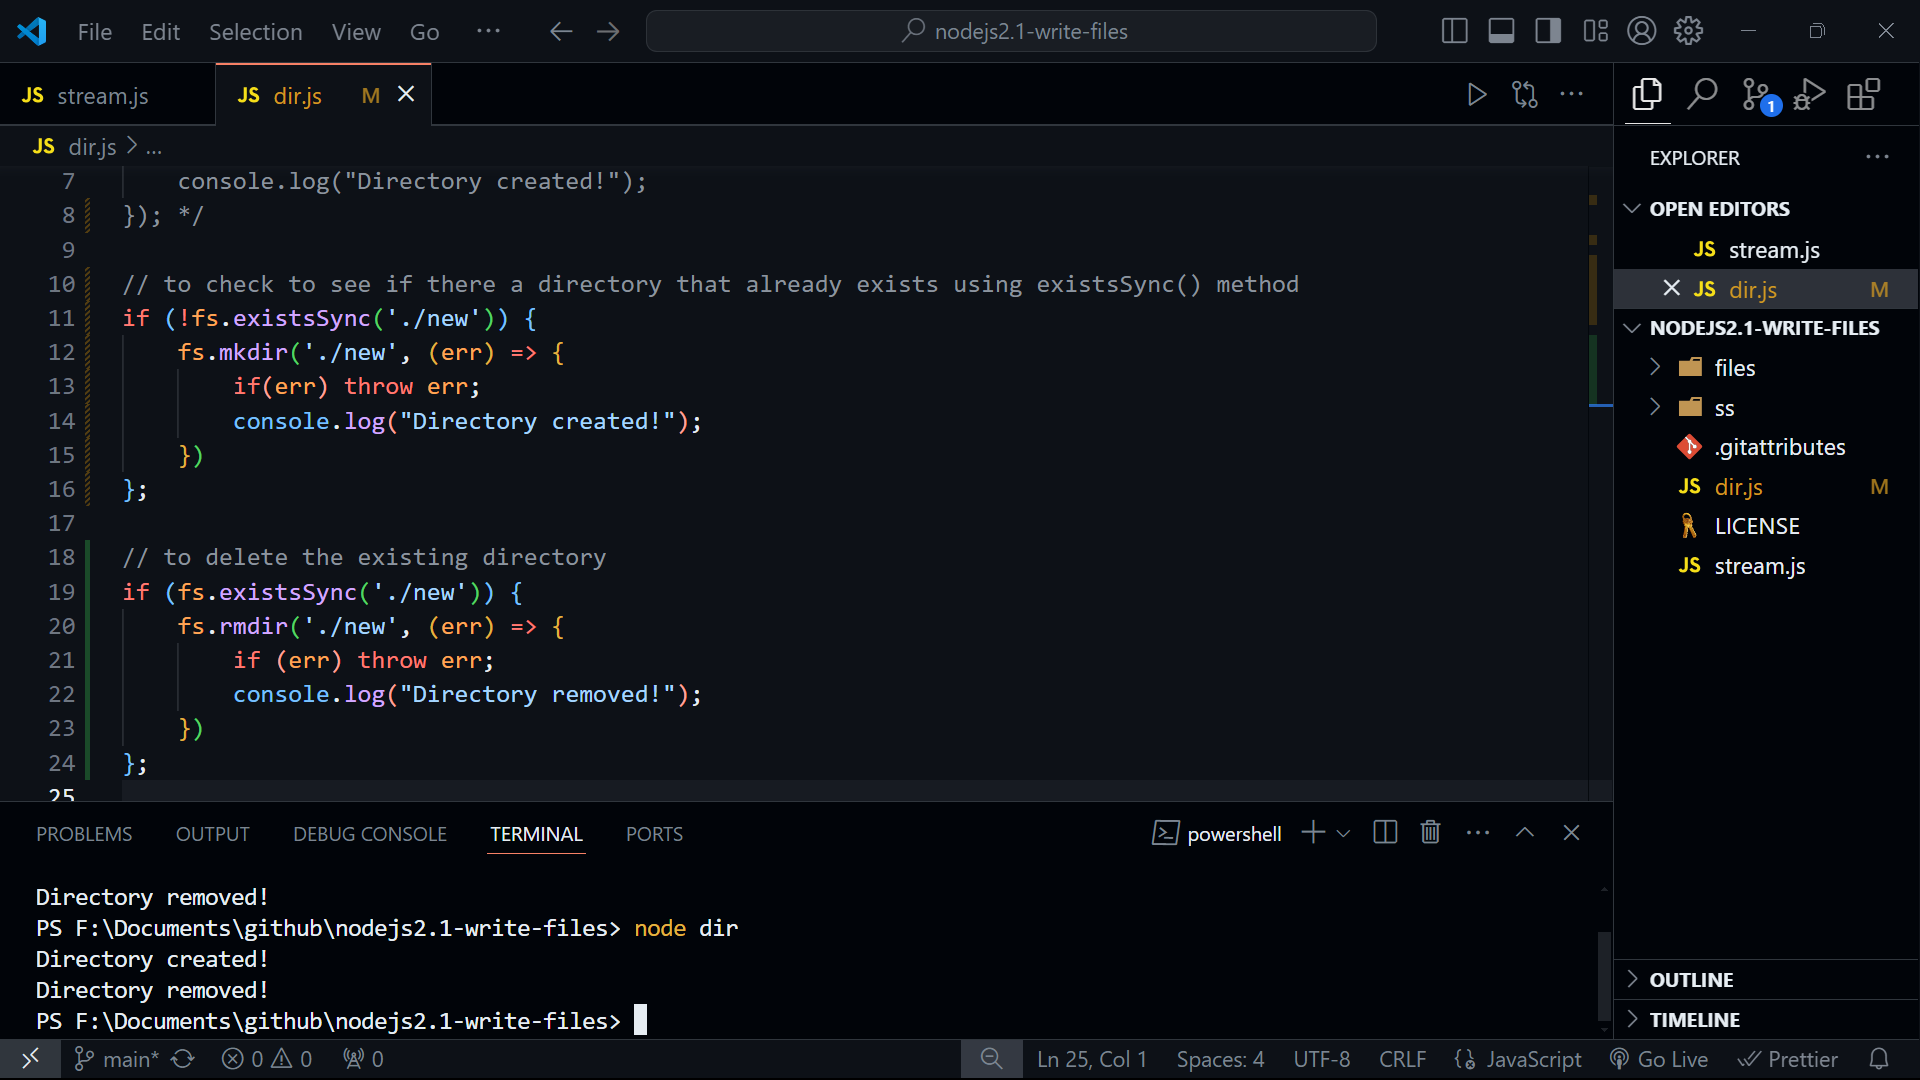 File Edit Selection View Go ··· nodejs2.1-write-files
JS stream.js JS dir.js M
JS dir.js > ...
7 console.log("Directory created!");
8 }); */
9
10 // to check to see if there a directory that already exists using existsSync() method
11 if (!fs.existsSync('./new')) {
12 fs.mkdir('./new', (err) => {
13 if(err) throw err;
14 console.log("Directory created!");
15 })
16 };
17
18 // to delete the existing directory
19 if (fs.existsSync('./new')) {
20 fs.rmdir('./new', (err) => {
21 if (err) throw err;
22 console.log("Directory removed!");
23 })
24 };
25
PROBLEMS OUTPUT DEBUG CONSOLE TERMINAL PORTS powershell
Directory removed!
PS F:\Documents\github\nodejs2.1-write-files> node dir
Directory created!
Directory removed!
PS F:\Documents\github\nodejs2.1-write-files>
1
EXPLORER
OPEN EDITORS
JS stream.js
JS dir.js M
NODEJS2.1-WRITE-FILES
files
ss
.gitattributes
JS dir.js M
LICENSE
JS stream.js
OUTLINE
TIMELINE
main* 0 0 0 Ln 25, Col 1 Spaces: 4 UTF-8 CRLF JavaScript Go Live Prettier